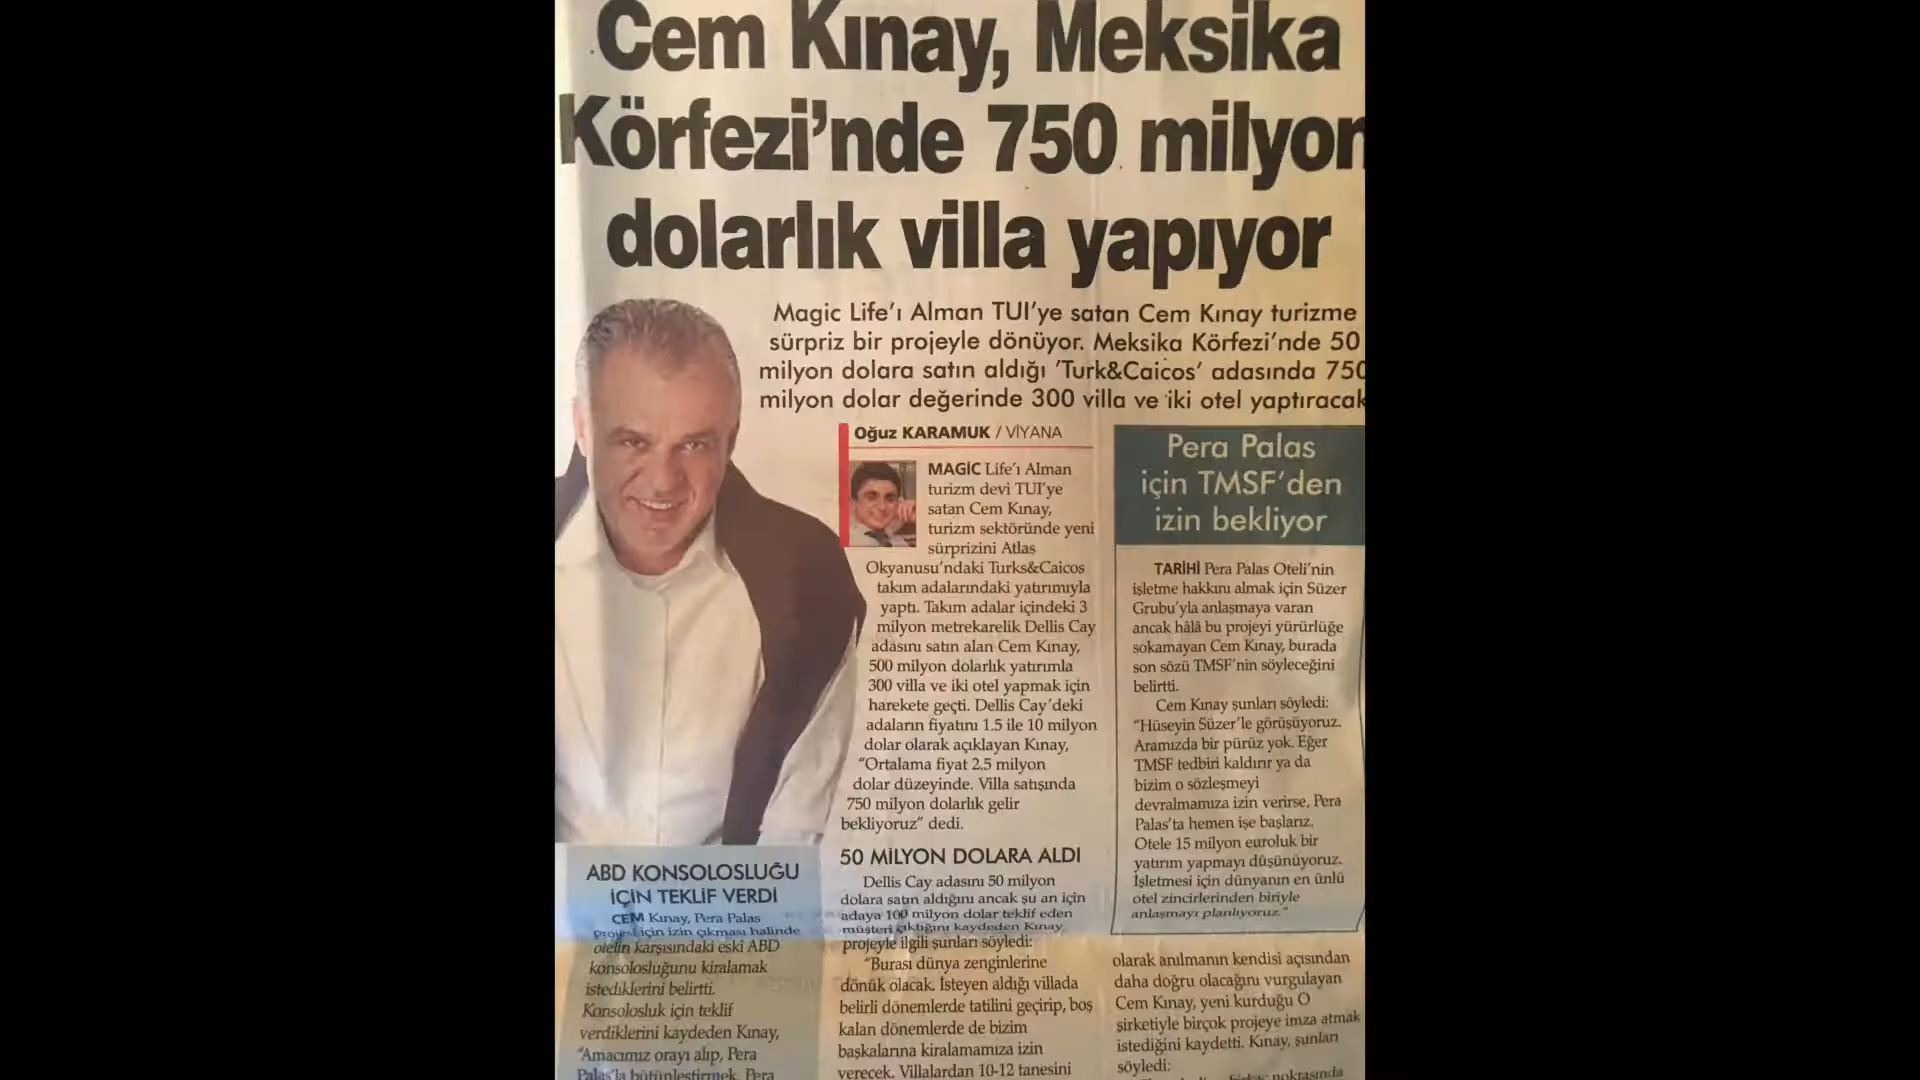 Cem Kınay, Meksika
Körfezi’nde 750 milyon
dolarlık villa yapıyor
Magic Life’ı Alman TUI’ye satan Cem Kınay turizme
sürpriz bir projeyle dönüyor. Meksika Körfezi’nde 50
milyon dolara satın aldığı ’Turk&Caicos’ adasında 750
milyon dolar değerinde 300 villa ve iki otel yaptıracak
Oğuz KARAMUK / VİYANA
MAGİC Life’ı Alman
turizm devi TUI’ye
satan Cem Kınay,
turizm sektöründe yeni
sürprizini Atlas
Okyanusu’ndaki Turks&Caicos
takım adalarındaki yatırımıyla
yaptı. Takım adalar içindeki 3
milyon metrekarelik Dellis Cay
adasını satın alan Cem Kınay,
500 milyon dolarlık yatırımla
300 villa ve iki otel yapmak için
harekete geçti. Dellis Cay’deki
adaların fiyatını 1.5 ile 10 milyon
dolar olarak açıklayan Kınay,
“Ortalama fiyat 2.5 milyon
dolar düzeyinde. Villa satışında
750 milyon dolarlık gelir
bekliyoruz” dedi.
50 MİLYON DOLARA ALDI
Dellis Cay adasını 50 milyon
dolara satın aldığını ancak şu an için
adaya 100 milyon dolar teklif eden
müşteri çıktığını kaydeden Kınay,
projeyle ilgili şunları söyledi:
“Burası dünya zenginlerine
dönük olacak. İsteyen aldığı villada
belirli dönemlerde tatilini geçirip, boş
kalan dönemlerde de bizim
başkalarına kiralamamıza izin
verecek. Villalardan 10-12 tanesini
Pera Palas
için TMSF’den
izin bekliyor
TARİHİ Pera Palas Oteli’nin
işletme hakkını almak için Süzer
Grubu’yla anlaşmaya varan
ancak hâlâ bu projeyi yürürlüğe
sokamayan Cem Kınay, burada
son sözü TMSF’nin söyleceğini
belirtti.
Cem Kınay şunları söyledi:
“Hüseyin Süzer’le görüşüyoruz.
Aramızda bir pürüz yok. Eğer
TMSF tedbiri kaldırır ya da
bizim o sözleşmeyi
devralmamıza izin verirse, Pera
Palas’ta hemen işe başlarız.
Otele 15 milyon euroluk bir
yatırım yapmayı düşünüyoruz.
İşletmesi için dünyanın en ünlü
otel zincirlerinden biriyle
anlaşmayı planlıyoruz.”
olarak anılmanın kendisi açısından
daha doğru olacağını vurgulayan
Cem Kınay, yeni kurduğu O
şirketiyle birçok projeye imza atmak
istediğini kaydetti. Kınay, şunları
söyledi:
noktasında
ABD KONSOLOSLUĞU
İÇİN TEKLİF VERDİ
CEM Kınay, Pera Palas
projesi için izin çıkması halinde
otelin karşısındaki eski ABD
konsolosluğunu kiralamak
istediklerini belirtti.
Konsolosluk için teklif
verdiklerini kaydeden Kınay,
“Amacımız orayı alıp, Pera
Palas’la bütünleştirmek. Pera